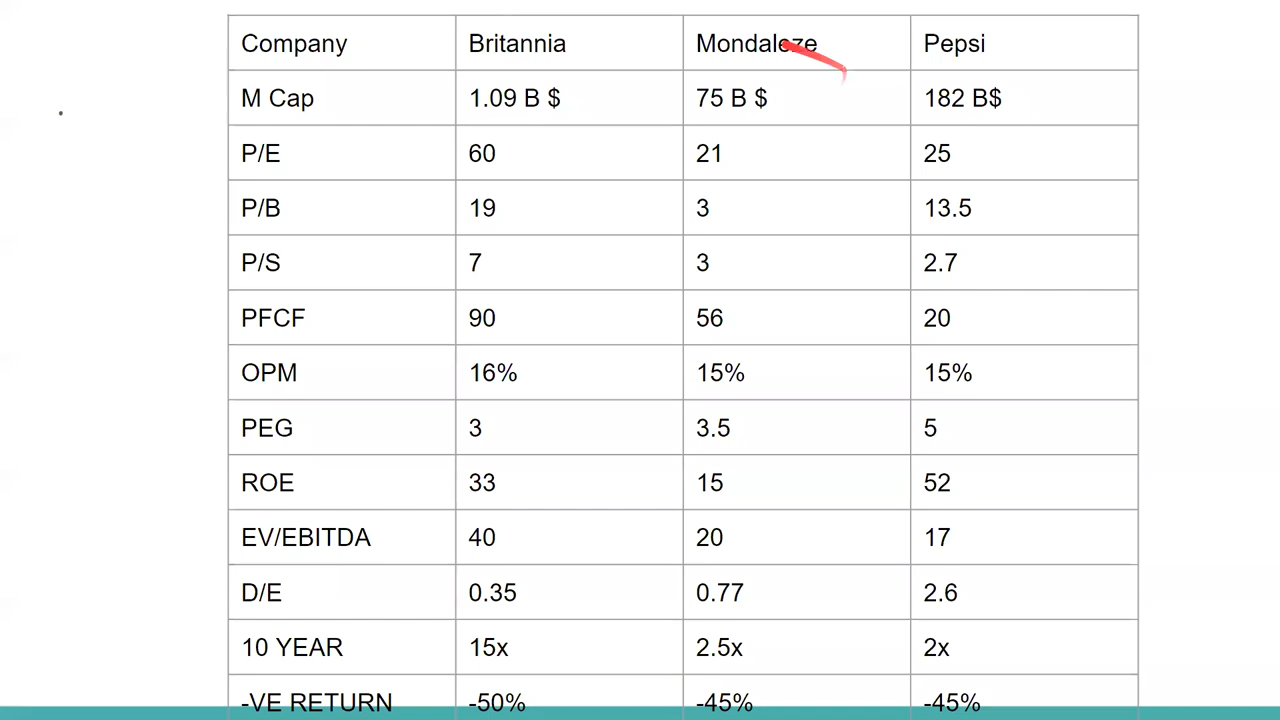 Company Britannia Mondaleze Pepsi
M Cap 1.09 B $ 75 B $ 182 B$
P/E 60 21 25
P/B 19 3 13.5
P/S 7 3 2.7
PFCF 90 56 20
OPM 16% 15% 15%
PEG 3 3.5 5
ROE 33 15 52
EV/EBITDA 40 20 17
D/E 0.35 0.77 2.6
10 YEAR 15x 2.5x 2x
-VE RETURN -50% -45% -45%